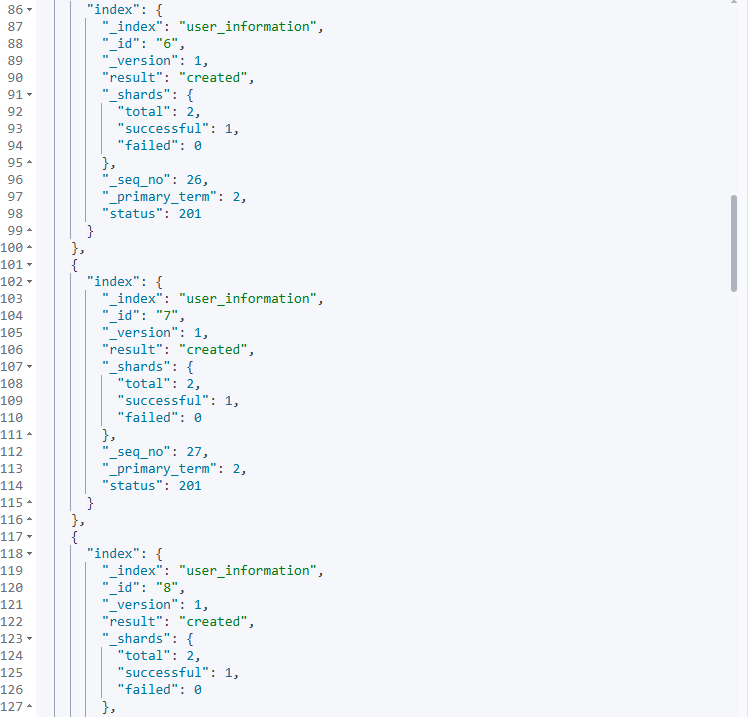 86 "index": {
87 "_index": "user_information",
88 "_id": "6",
89 "_version": 1,
90 "result": "created",
91 "_shards": {
92 "total": 2,
93 "successful": 1,
94 "failed": 0
95 },
96 "_seq_no": 26,
97 "_primary_term": 2,
98 "status": 201
99 }
100 },
101 {
102 "index": {
103 "_index": "user_information",
104 "_id": "7",
105 "_version": 1,
106 "result": "created",
107 "_shards": {
108 "total": 2,
109 "successful": 1,
110 "failed": 0
111 },
112 "_seq_no": 27,
113 "_primary_term": 2,
114 "status": 201
115 }
116 },
117 {
118 "index": {
119 "_index": "user_information",
120 "_id": "8",
121 "_version": 1,
122 "result": "created",
123 "_shards": {
124 "total": 2,
125 "successful": 1,
126 "failed": 0
127 },